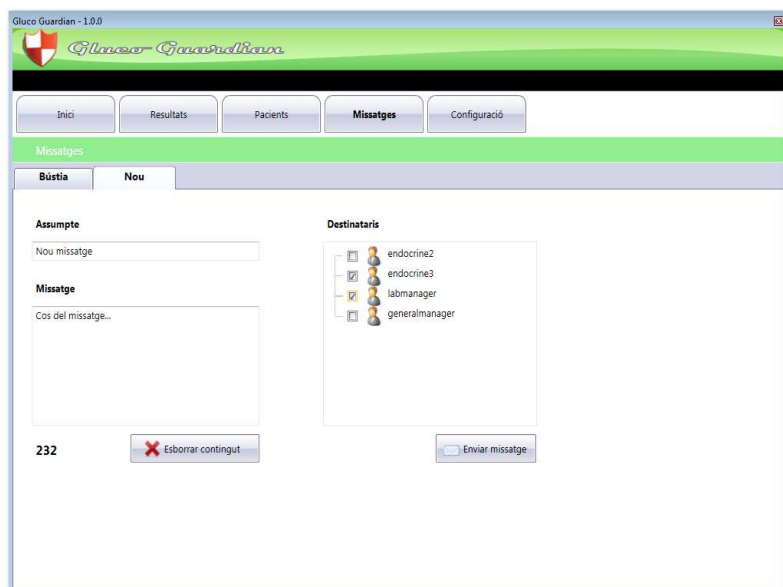 Gluco Guardian - 1.0.0
Gluco-Guardian
Inici Resultats Pacients Missatges Configuració
Missatges
Bústia Nou
Assumpte
Nou missatge
Missatge
Cos del missatge...
232
Esborrar contingut
Destinataris
endocrine2
endocrine3
labmanager
generalmanager
Enviar missatge